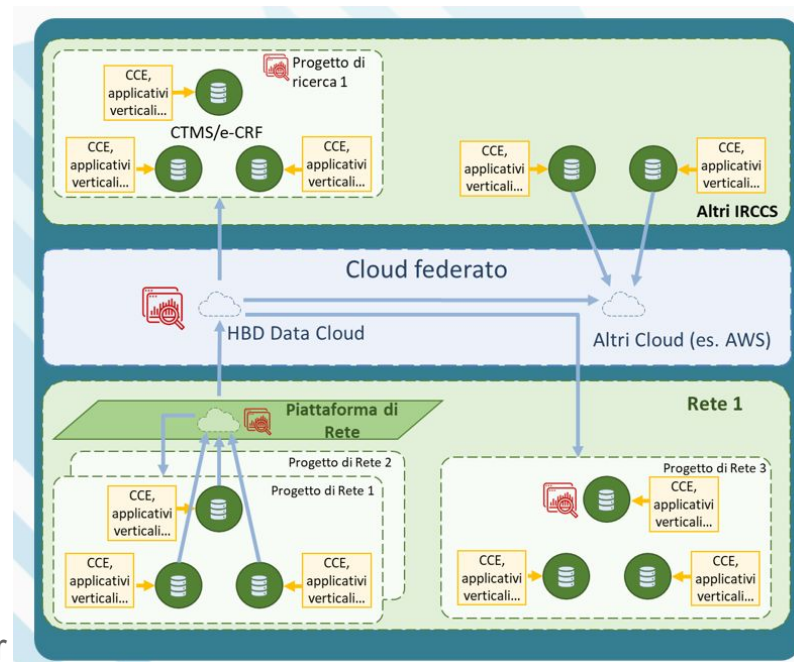 Progetto di
ricerca 1
CCE,
applicativi
verticali...
CTMS/e-CRF
CCE,
applicativi
verticali...
CCE,
applicativi
verticali...
CCE,
applicativi
verticali...
CCE,
applicativi
verticali...
Altri IRCCS
Cloud federato
HBD Data Cloud
Altri Cloud (es. AWS)
Piattaforma di
Rete
Rete 1
Progetto di Rete 2
Progetto di Rete 1
CCE,
applicativi
verticali...
CCE,
applicativi
verticali...
CCE,
applicativi
verticali...
Progetto di Rete 3
CCE,
applicativi
verticali...
CCE,
applicativi
verticali...
CCE,
applicativi
verticali...
r